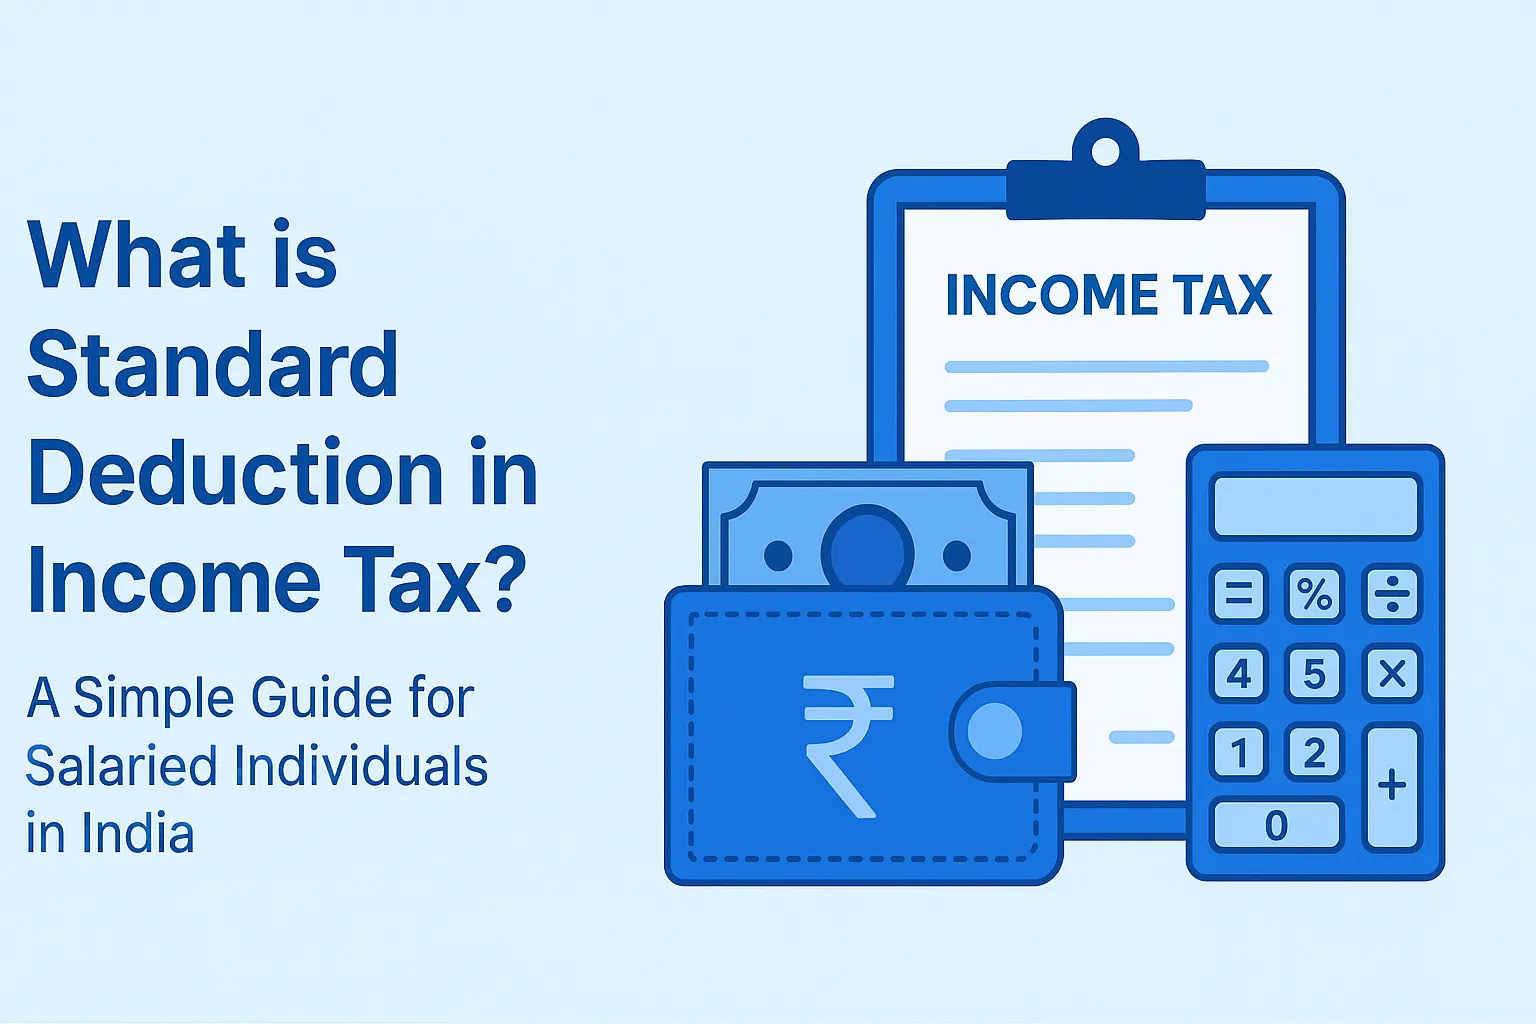 What is
Standard
Deduction in
Income Tax?
A Simple Guide for
Salaried Individuals
in India
INCOME TAX
₹
= % ÷
4 5 ×
1 2 +
0